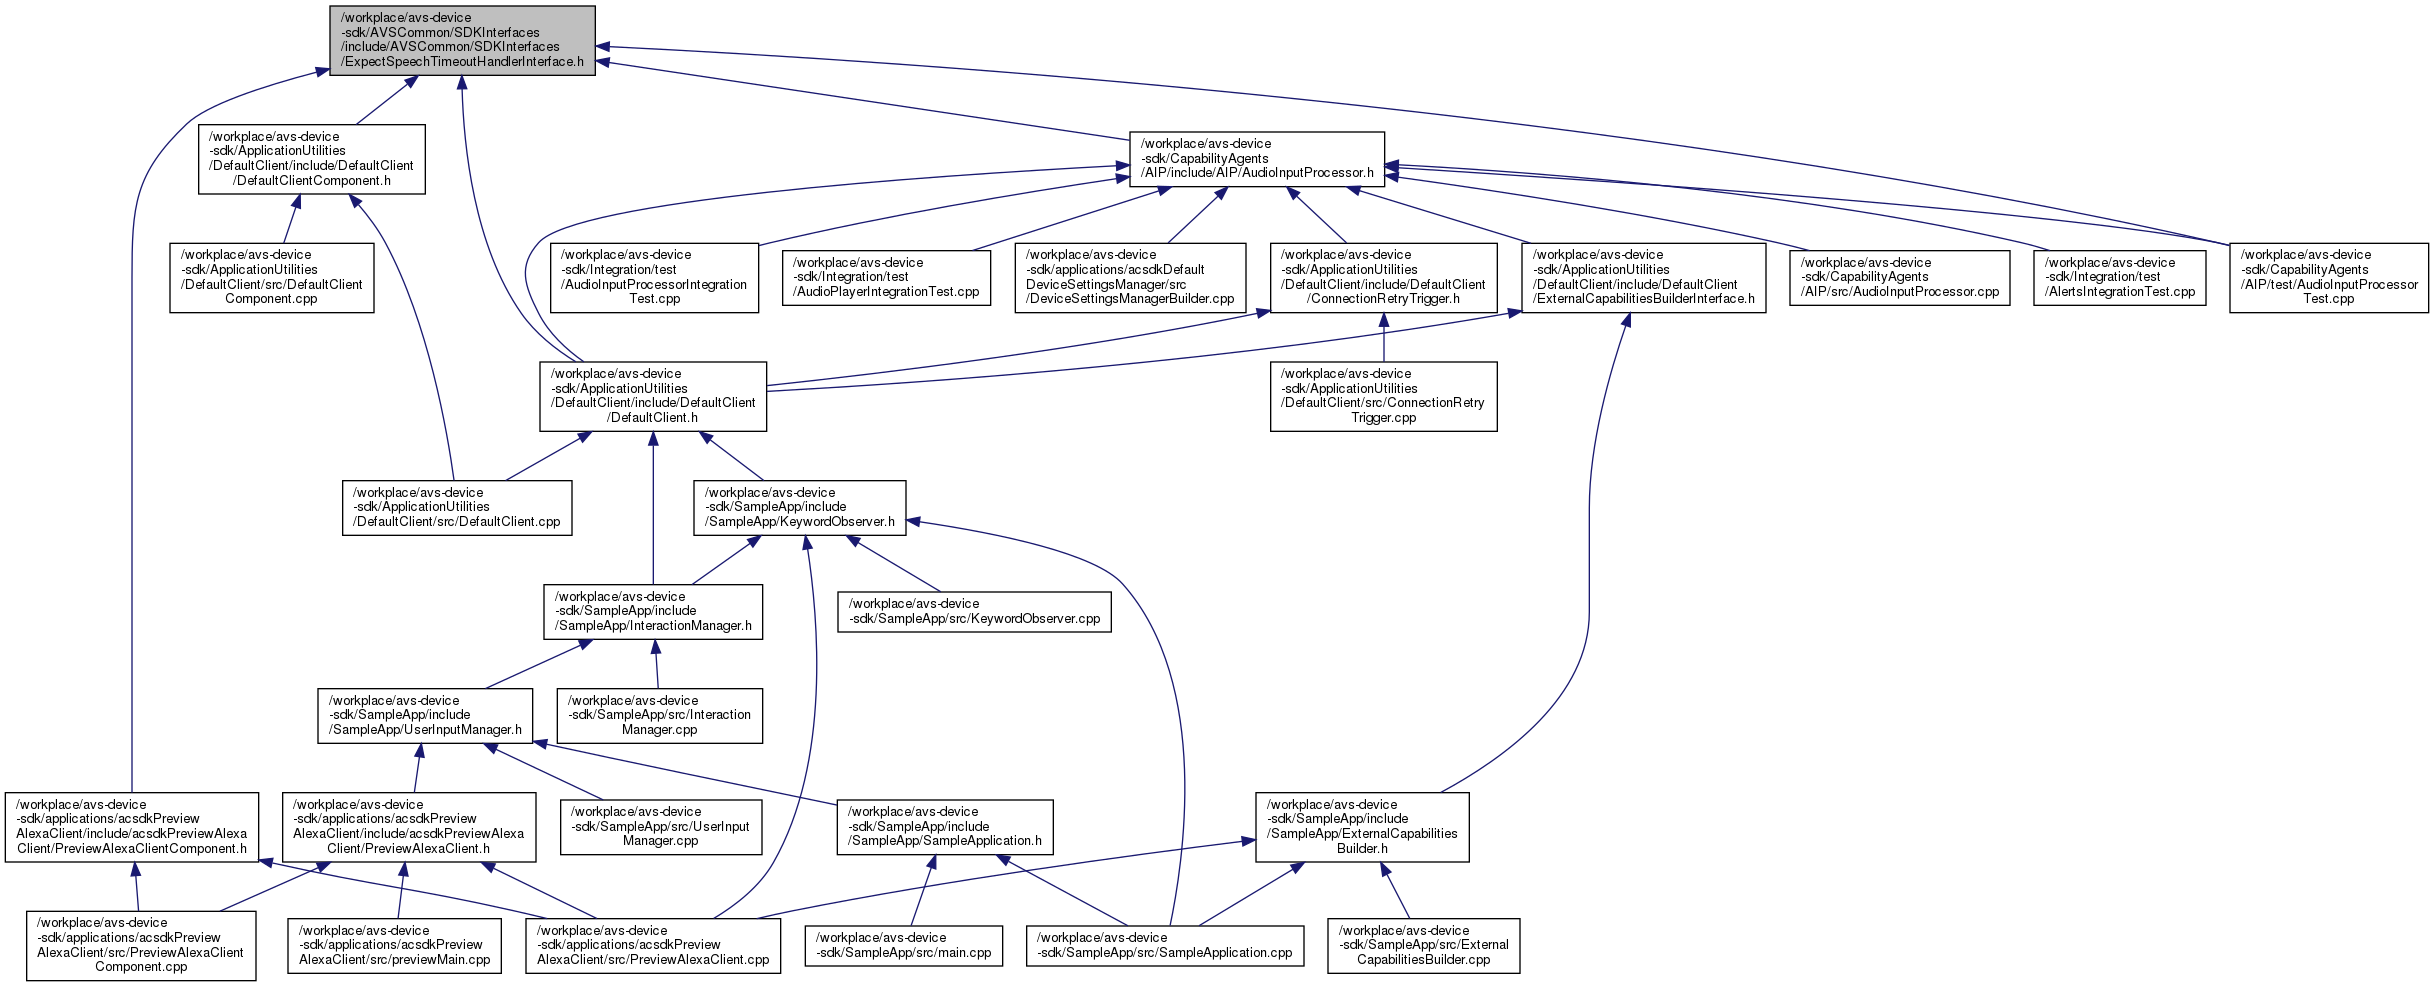 /workplace/avs-device
-sdk/AVSCommon/SDKInterfaces
/include/AVSCommon/SDKInterfaces
/ExpectSpeechTimeoutHandlerInterface.h
/workplace/avs-device
-sdk/ApplicationUtilities
/DefaultClient/include/DefaultClient
/DefaultClientComponent.h
/workplace/avs-device
-sdk/CapabilityAgents
/AIP/include/AIP/AudioInputProcessor.h
/workplace/avs-device
-sdk/ApplicationUtilities
/DefaultClient/src/DefaultClient
Component.cpp
/workplace/avs-device
-sdk/Integration/test
/AudioInputProcessorIntegration
Test.cpp
/workplace/avs-device
-sdk/Integration/test
/AudioPlayerIntegrationTest.cpp
/workplace/avs-device
-sdk/applications/acsdkDefault
DeviceSettingsManager/src
/DeviceSettingsManagerBuilder.cpp
/workplace/avs-device
-sdk/ApplicationUtilities
/DefaultClient/include/DefaultClient
/ConnectionRetryTrigger.h
/workplace/avs-device
-sdk/ApplicationUtilities
/DefaultClient/include/DefaultClient
/ExternalCapabilitiesBuilderInterface.h
/workplace/avs-device
-sdk/CapabilityAgents
/AIP/src/AudioInputProcessor.cpp
/workplace/avs-device
-sdk/Integration/test
/AlertsIntegrationTest.cpp
/workplace/avs-device
-sdk/CapabilityAgents
/AIP/test/AudioInputProcessor
Test.cpp
/workplace/avs-device
-sdk/ApplicationUtilities
/DefaultClient/include/DefaultClient
/DefaultClient.h
/workplace/avs-device
-sdk/ApplicationUtilities
/DefaultClient/src/ConnectionRetry
Trigger.cpp
/workplace/avs-device
-sdk/ApplicationUtilities
/DefaultClient/src/DefaultClient.cpp
/workplace/avs-device
-sdk/SampleApp/include
/SampleApp/KeywordObserver.h
/workplace/avs-device
-sdk/SampleApp/include
/SampleApp/InteractionManager.h
/workplace/avs-device
-sdk/SampleApp/src/KeywordObserver.cpp
/workplace/avs-device
-sdk/SampleApp/include
/SampleApp/UserInputManager.h
/workplace/avs-device
-sdk/SampleApp/src/Interaction
Manager.cpp
/workplace/avs-device
-sdk/applications/acsdkPreview
AlexaClient/include/acsdkPreviewAlexa
Client/PreviewAlexaClientComponent.h
/workplace/avs-device
-sdk/applications/acsdkPreview
AlexaClient/include/acsdkPreviewAlexa
Client/PreviewAlexaClient.h
/workplace/avs-device
-sdk/SampleApp/src/UserInput
Manager.cpp
/workplace/avs-device
-sdk/SampleApp/include
/SampleApp/SampleApplication.h
/workplace/avs-device
-sdk/SampleApp/include
/SampleApp/ExternalCapabilities
Builder.h
/workplace/avs-device
-sdk/applications/acsdkPreview
AlexaClient/src/PreviewAlexaClient
Component.cpp
/workplace/avs-device
-sdk/applications/acsdkPreview
AlexaClient/src/previewMain.cpp
/workplace/avs-device
-sdk/applications/acsdkPreview
AlexaClient/src/PreviewAlexaClient.cpp
/workplace/avs-device
-sdk/SampleApp/src/main.cpp
/workplace/avs-device
-sdk/SampleApp/src/SampleApplication.cpp
/workplace/avs-device
-sdk/SampleApp/src/External
CapabilitiesBuilder.cpp